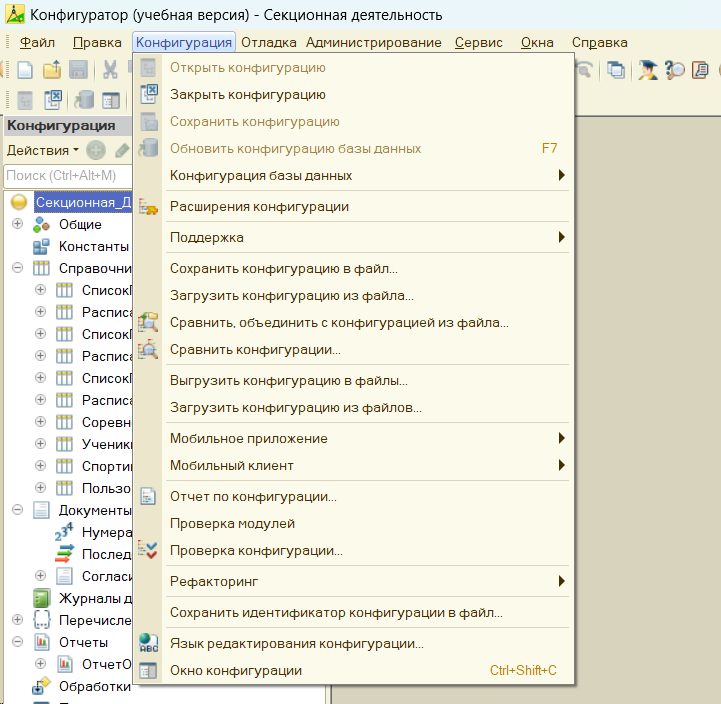 Конфигуратор (учебная версия) - Секционная деятельность
Файл Правка Конфигурация Отладка Администрирование Сервис Окна Справка
Конфигурация
Действия
Поиск (Ctrl+Alt+M)
Секционная_Д
Общие
Константы
Справочни
Список
Расписа
Список
Расписа
Список
Расписа
Соревн
Ученики
Спорти
Пользо
Документы
Нумера
Послед
Соглас
Журналы д
Перечисле
Отчеты
ОтчетО
Обработки
Открыть конфигурацию
Закрыть конфигурацию
Сохранить конфигурацию
Обновить конфигурацию базы данных F7
Конфигурация базы данных
Расширения конфигурации
Поддержка
Сохранить конфигурацию в файл...
Загрузить конфигурацию из файла...
Сравнить, объединить с конфигурацией из файла...
Сравнить конфигурации...
Выгрузить конфигурацию в файлы...
Загрузить конфигурацию из файлов...
Мобильное приложение
Мобильный клиент
Отчет по конфигурации...
Проверка модулей
Проверка конфигурации...
Рефакторинг
Сохранить идентификатор конфигурации в файл...
Язык редактирования конфигурации...
Окно конфигурации Ctrl+Shift+C